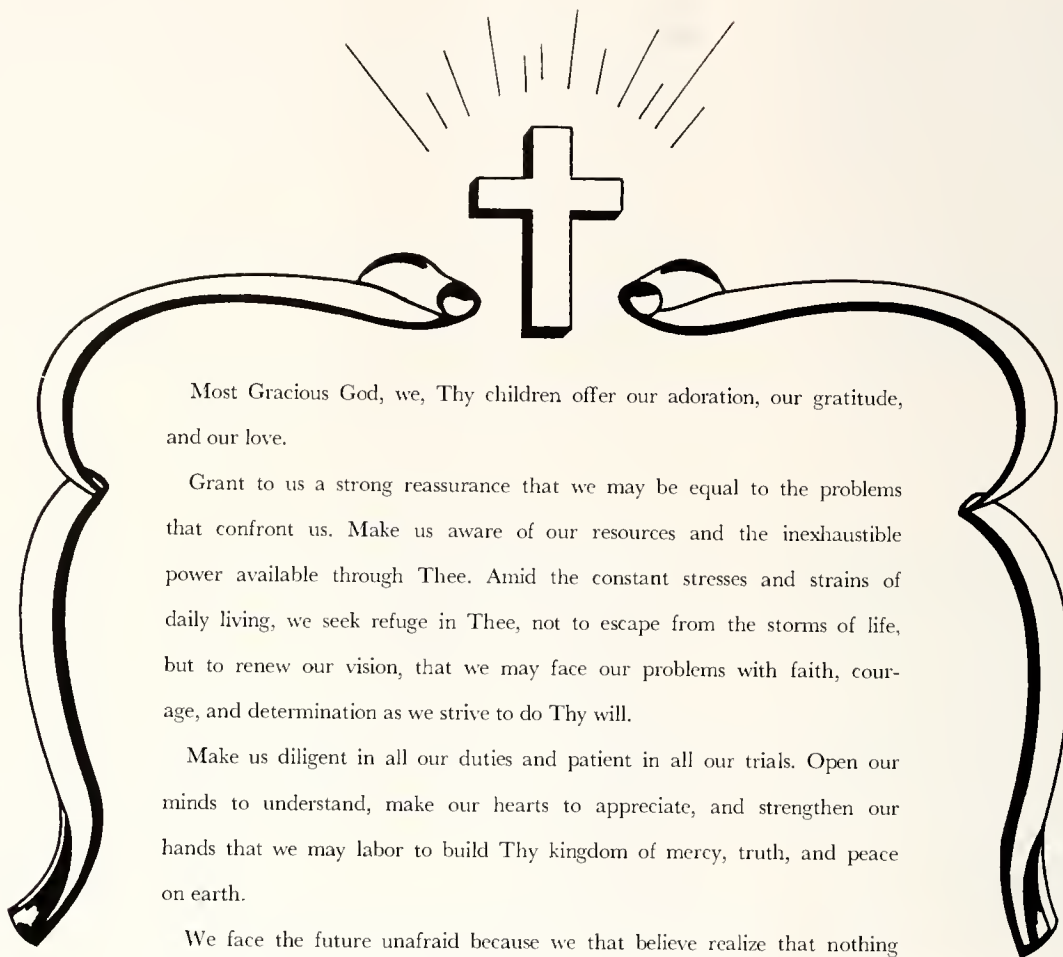 Most Gracious God, we, Thy children offer our adoration, our gratitude,
and our love.
Grant to us a strong reassurance that we may be equal to the problems
that confront us. Make us aware of our resources and the inexhaustible
power available through Thee. Amid the constant stresses and strains of
daily living, we seek refuge in Thee, not to escape from the storms of life,
but to renew our vision, that we may face our problems with faith, cour-
age, and determination as we strive to do Thy will.
Make us diligent in all our duties and patient in all our trials. Open our
minds to understand, make our hearts to appreciate, and strengthen our
hands that we may labor to build Thy kingdom of mercy, truth, and peace
on earth.
We face the future unafraid because we that believe realize that nothing